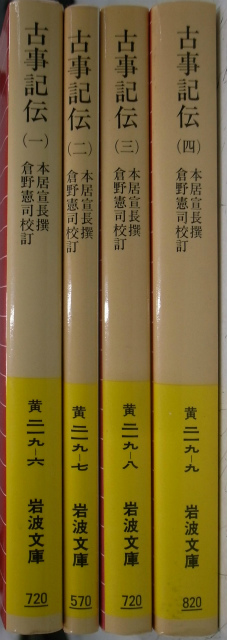 古事記伝(一)
本居宣長撰
倉野憲司校訂
黄二一九-六
岩波文庫
720
古事記伝(二)
本居宣長撰
倉野憲司校訂
黄二一九-七
岩波文庫
570
古事記伝(三)
本居宣長撰
倉野憲司校訂
黄二一九-八
岩波文庫
720
古事記伝(四)
本居宣長撰
倉野憲司校訂
黄二一九-九
岩波文庫
820